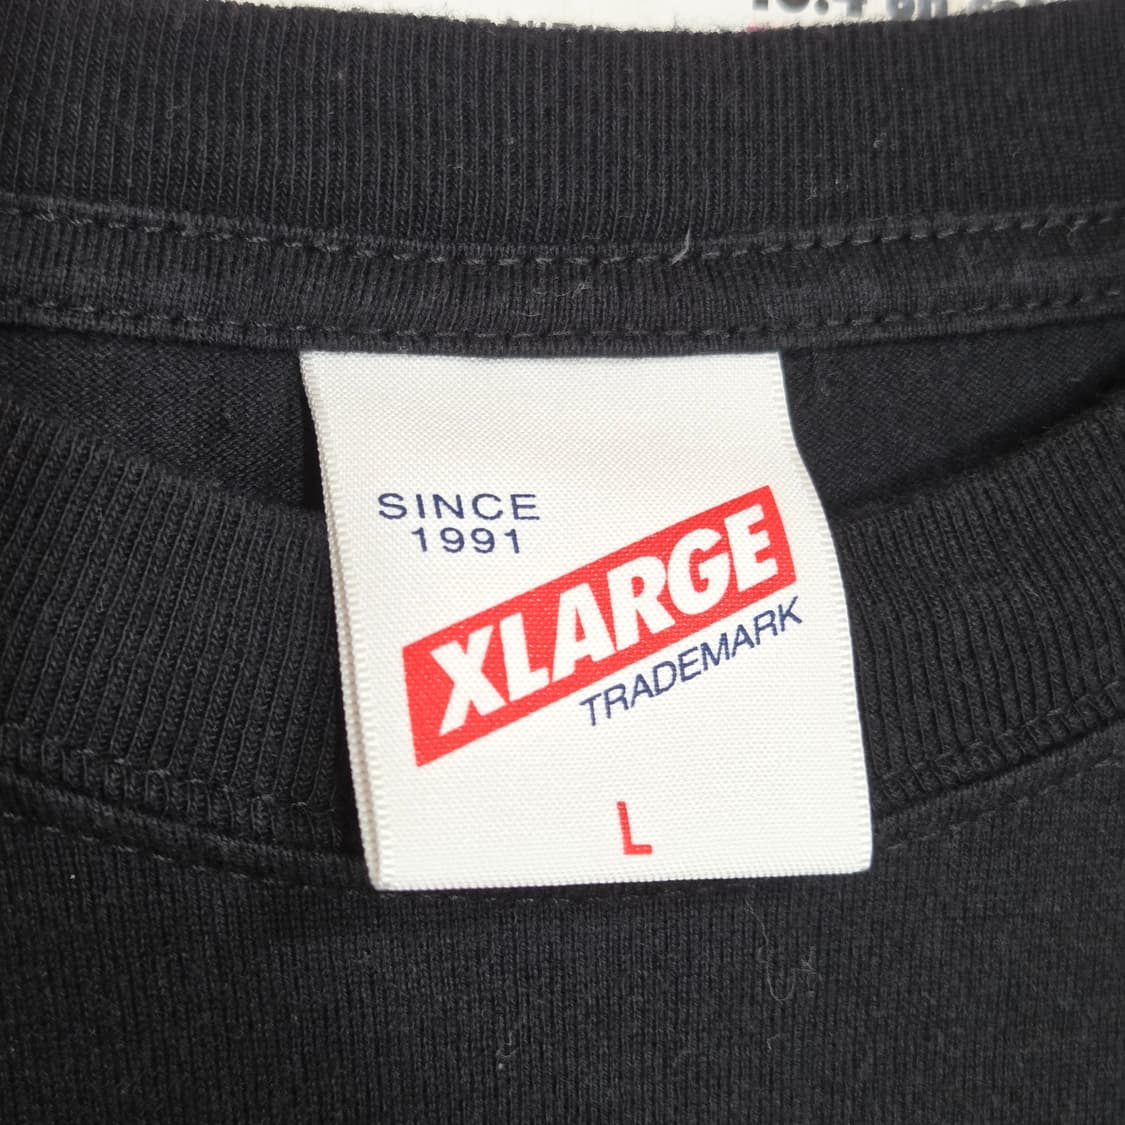 SINCE
1991
XLARGE
TRADEMARK
L